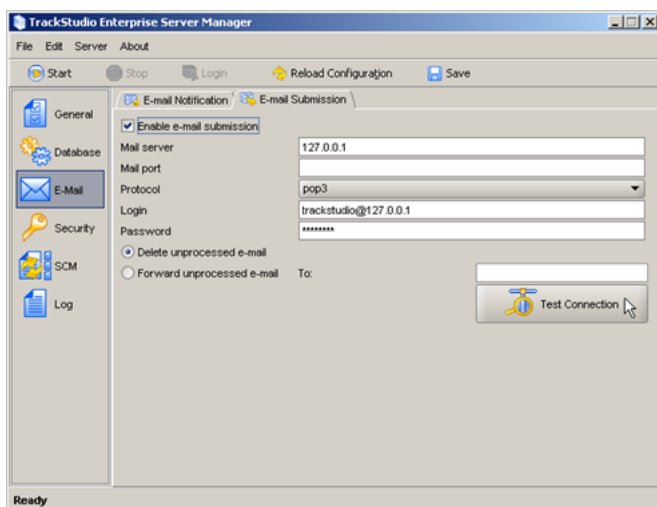 TrackStudio Enterprise Server Manager
File Edit Server About
Start Stop Login Reload Configuration Save
E-mail Notification E-mail Submission
General
Database
E-Mail
Security
SCM
Log
Enable e-mail submission
Mail server 127.0.0.1
Mail port
Protocol pop3
Login trackstudio@127.0.0.1
Password ********
Delete unprocessed e-mail
Forward unprocessed e-mail To:
Test Connection
Ready